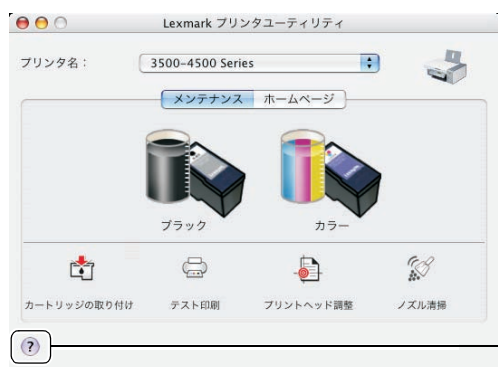 Lexmark プリンタユーティリティ
プリンタ名： 3500-4500 Series
メンテナンス ホームページ
ブラック カラー
カートリッジの取り付け テスト印刷 プリントヘッド調整 ノズル清掃
?